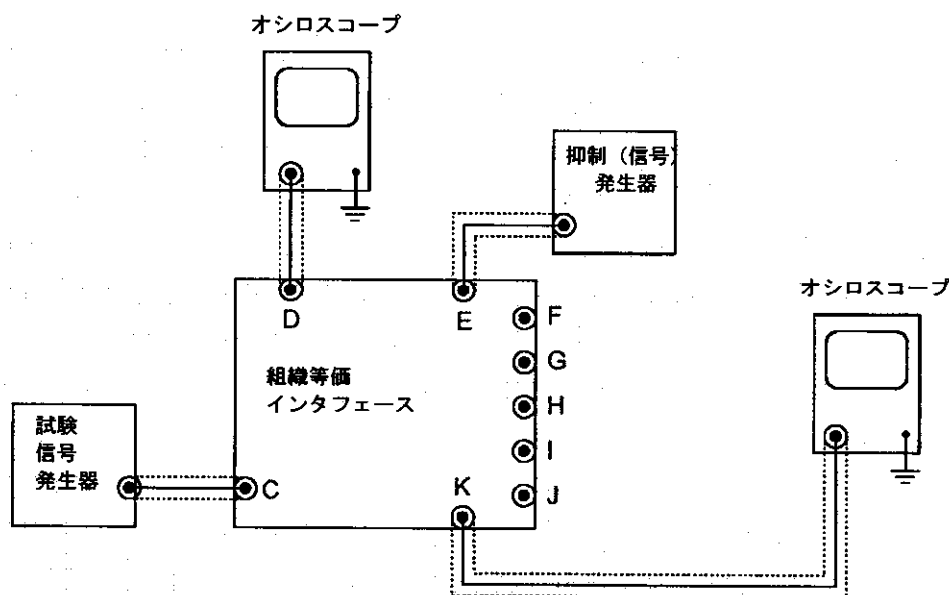 オシロスコープ
抑制（信号）
発生器
オシロスコープ
D
E
F
G
H
I
J
K
C
組織等価
インタフェース
試験
信号
発生器